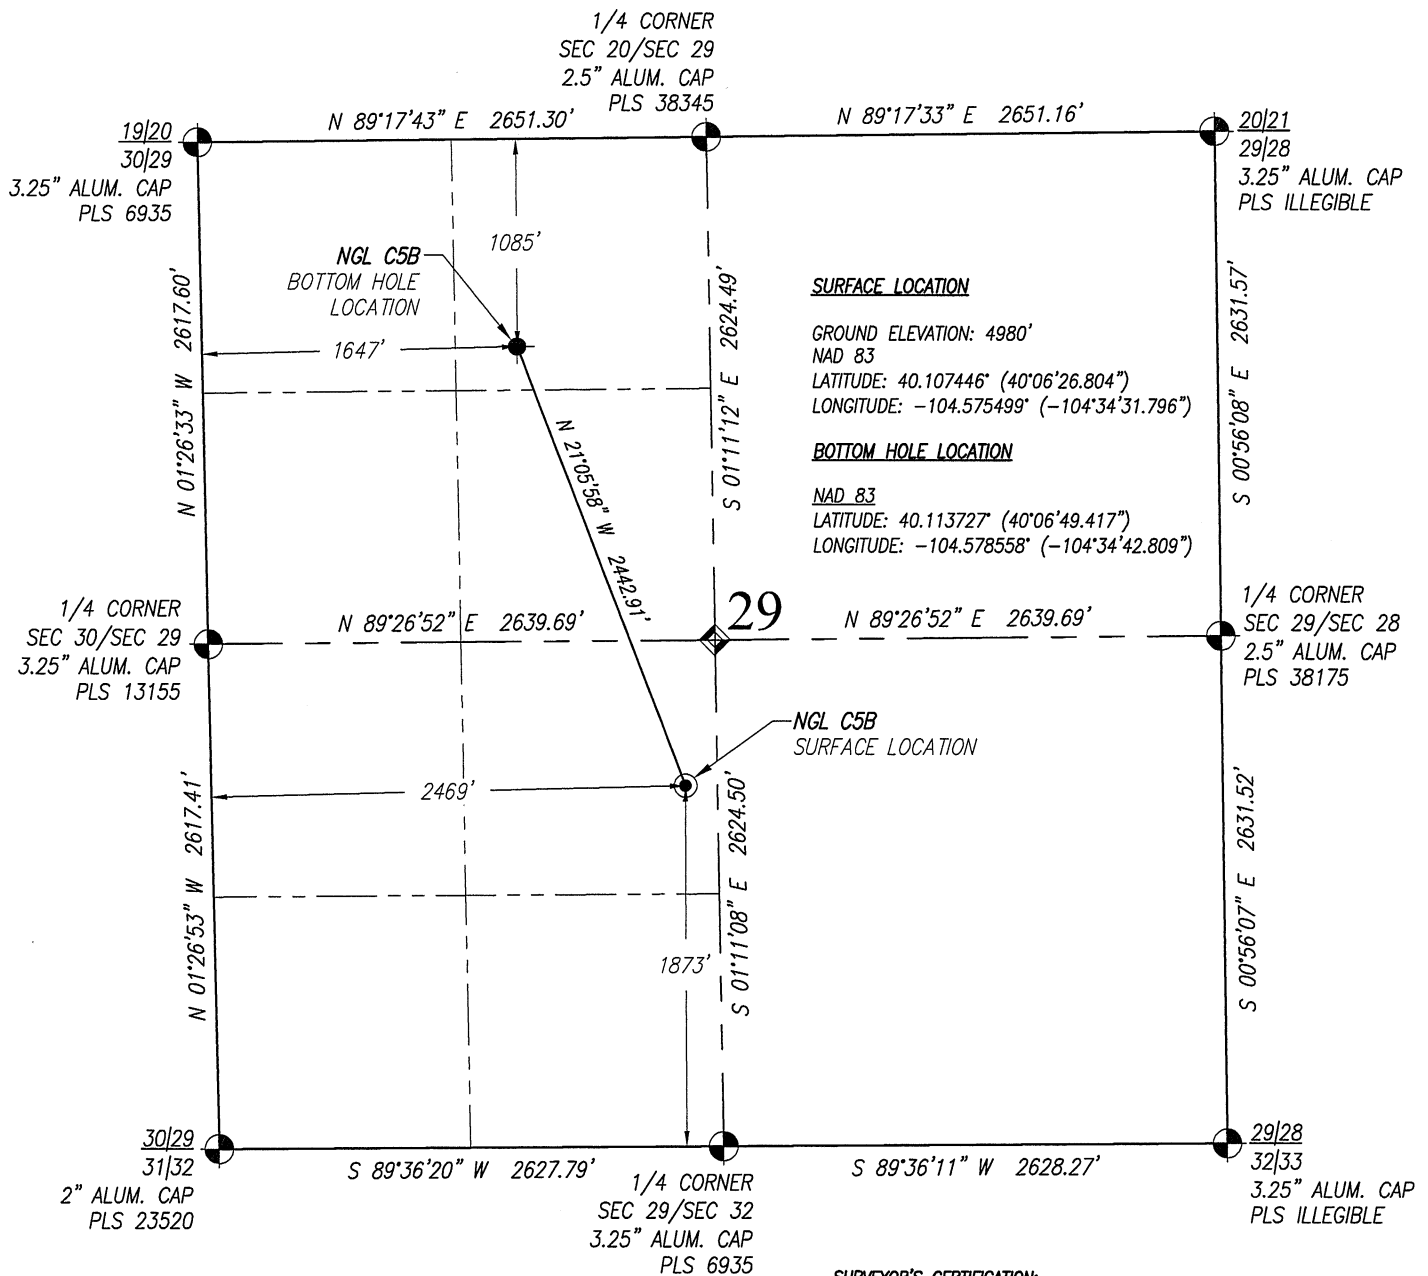 1/4 CORNER
SEC 20/SEC 29
2.5" ALUM. CAP
PLS 38345
19|20
30|29
3.25" ALUM. CAP
PLS 6935
N 89°17'43" E 2651.30'
N 89°17'33" E 2651.16'
20|21
29|28
3.25" ALUM. CAP
PLS ILLEGIBLE
1085'
NGL C5B
BOTTOM HOLE
LOCATION
1647'
N 01°26'33" W 2617.60'
S 01°11'12" E 2624.49'
S 00°56'08" E 2631.57'
SURFACE LOCATION
GROUND ELEVATION: 4980'
NAD 83
LATITUDE: 40.107446° (40°06'26.804")
LONGITUDE: -104.575499° (-104°34'31.796")
BOTTOM HOLE LOCATION
NAD 83
LATITUDE: 40.113727° (40°06'49.417")
LONGITUDE: -104.578558° (-104°34'42.809")
N 21°05'58" W 2442.91'
1/4 CORNER
SEC 30/SEC 29
3.25" ALUM. CAP
PLS 13155
N 89°26'52" E 2639.69'
29
N 89°26'52" E 2639.69'
1/4 CORNER
SEC 29/SEC 28
2.5" ALUM. CAP
PLS 38175
NGL C5B
SURFACE LOCATION
2469'
1873'
N 01°26'53" W 2617.41'
S 01°11'08" E 2624.50'
S 00°56'07" E 2631.52'
30|29
31|32
2" ALUM. CAP
PLS 23520
S 89°36'20" W 2627.79'
1/4 CORNER
SEC 29/SEC 32
3.25" ALUM. CAP
PLS 6935
S 89°36'11" W 2628.27'
29|28
32|33
3.25" ALUM. CAP
PLS ILLEGIBLE
SURVEYOR'S CERTIFICATION: